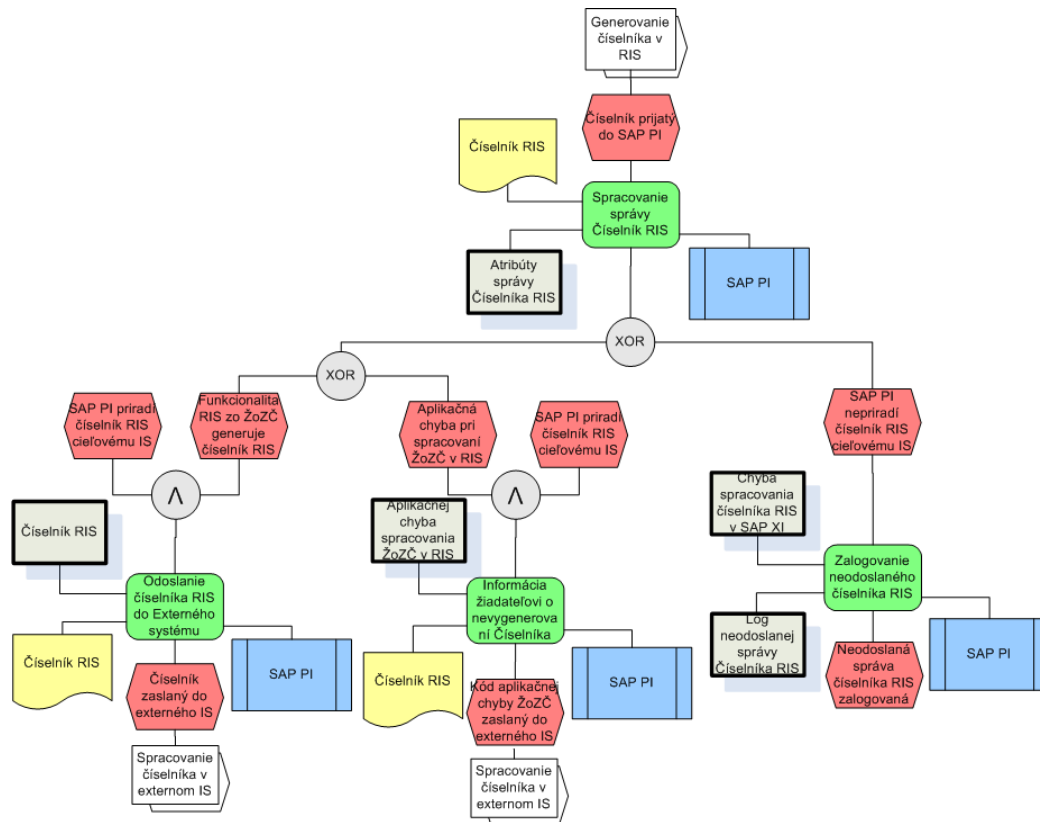 Generovanie
číselníka v
RIS
Číselník prijatý
do SAP PI
Číselník RIS
Spracovanie
správy
Číselník RIS
Atribúty
správy
Číselníka RIS
SAP PI
XOR
XOR
SAP PI priradí
číselník RIS
cieľovému IS
Funkcionalita
RIS zo ŽoZČ
generuje
číselník RIS
Aplikačná
chyba pri
spracovaní
ŽoZČ v RIS
SAP PI priradí
číselník RIS
cieľovému IS
SAP PI
nepriradí
číselník RIS
cieľovému IS
Λ
Λ
Číselník RIS
Aplikačnej
chyba
spracovania
ŽoZČ v RIS
Chyba
spracovania
číselníka RIS
v SAP XI
Odoslanie
číselníka RIS
do Externého
systému
Informácia
žiadateľovi o
nevygenerova
ní Číselníka
Zalogovanie
neodoslaného
číselníka RIS
Číselník RIS
SAP PI
Číselník RIS
SAP PI
Log
neodoslanej
správy
Číselníka RIS
SAP PI
Číselník
zaslaný do
externého IS
Kód aplikačnej
chyby ŽoZČ
zaslaný do
externého IS
Neodoslaná
správa
číselníka RIS
zalogovaná
Spracovanie
číselníka v
externom IS
Spracovanie
číselníka v
externom IS